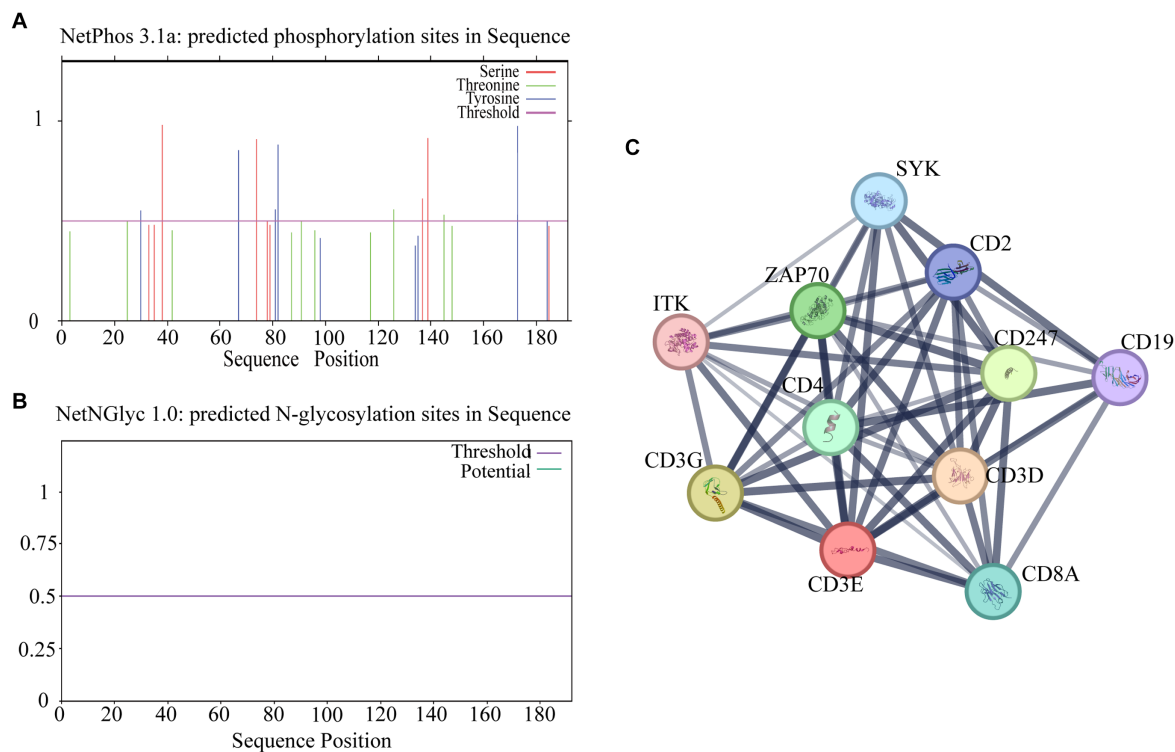 A
NetPhos 3.1a: predicted phosphorylation sites in Sequence
0 20 40 60 80 100 120 140 160 180
Serine
Threonine
Tyrosine
Threshold
1
0
Sequence Position
B
NetNGlyc 1.0: predicted N-glycosylation sites in Sequence
Threshold
Potential
1
0.75
0.5
0.25
0
0 20 40 60 80 100 120 140 160 180
Sequence Position
C
SYK
CD2
ZAP70
ITK
CD247
CD19
CD4
CD3G
CD3D
CD3E
CD8A